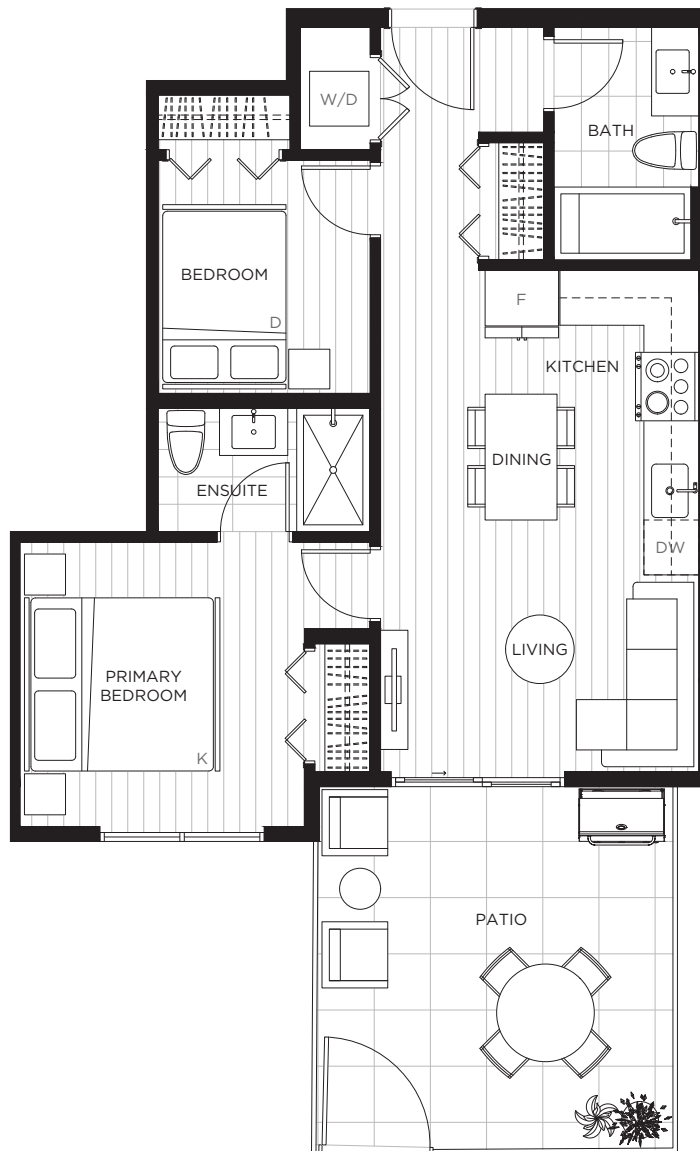 W/D
BATH
BEDROOM
D
F
KITCHEN
DINING
ENSUITE
DW
LIVING
PRIMARY
BEDROOM
K
PATIO